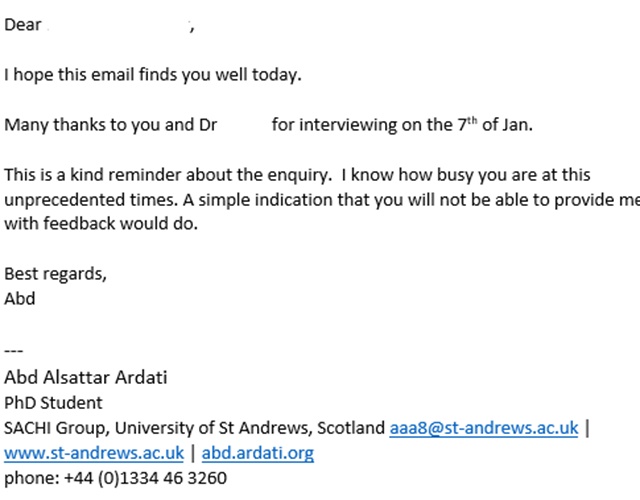 Dear ,
I hope this email finds you well today.
Many thanks to you and Dr for interviewing on the 7th of Jan.
This is a kind reminder about the enquiry. I know how busy you are at this
unprecedented times. A simple indication that you will not be able to provide me
with feedback would do.
Best regards,
Abd
---
Abd Alsattar Ardati
PhD Student
SACHI Group, University of St Andrews, Scotland aaa8@st-andrews.ac.uk |
www.st-andrews.ac.uk | abd.ardati.org
phone: +44 (0)1334 46 3260